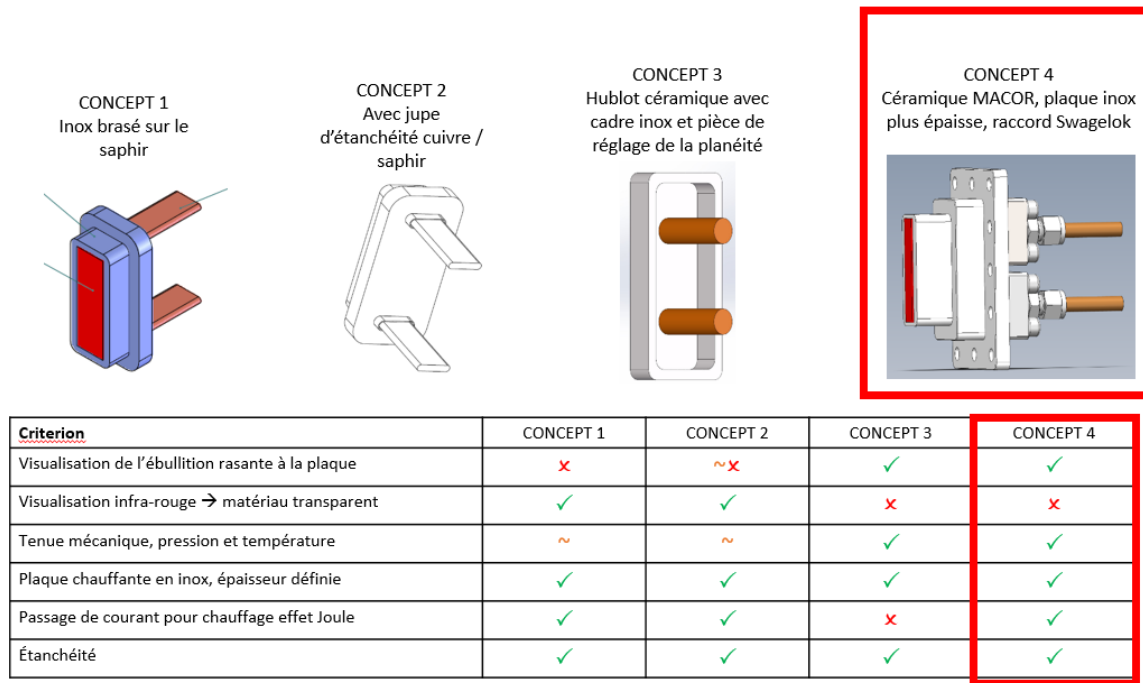 CONCEPT 1
Inox brasé sur le
saphir
CONCEPT 2
Avec jupe
d’étanchéité cuivre /
saphir
CONCEPT 3
Hublot céramique avec
cadre inox et pièce de
réglage de la planéité
CONCEPT 4
Céramique MACOR, plaque inox
plus épaisse, raccord Swagelok
Criterion CONCEPT 1 CONCEPT 2 CONCEPT 3 CONCEPT 4
Visualisation de l’ébullition rasante à la plaque ✗ ~✗ ✓ ✓
Visualisation infra-rouge → matériau transparent ✓ ✓ ✗ ✗
Tenue mécanique, pression et température ~ ~ ✓ ✓
Plaque chauffante en inox, épaisseur définie ✓ ✓ ✓ ✓
Passage de courant pour chauffage effet Joule ✓ ✓ ✗ ✓
Étanchéité ✓ ✓ ✓ ✓